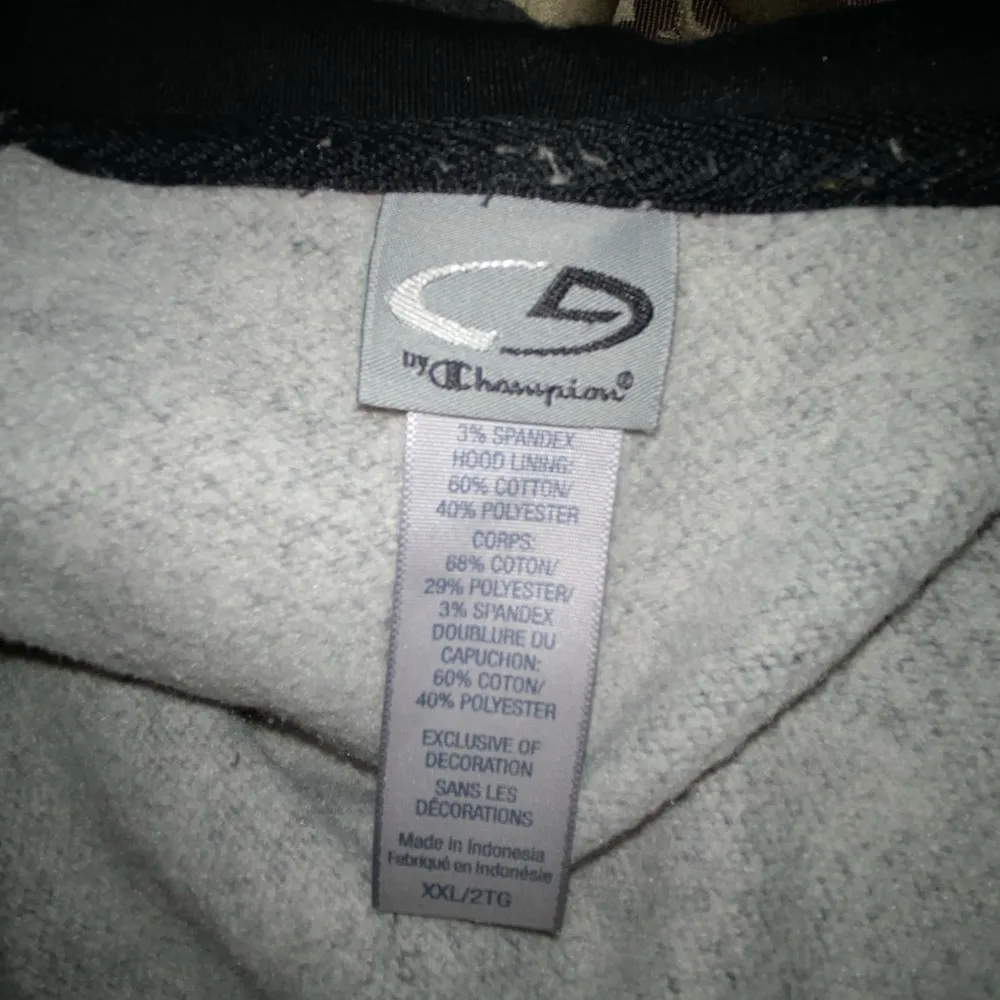 by Champion®
3% SPANDEX
HOOD LINING:
60% COTTON/
40% POLYESTER
CORPS:
68% COTON/
29% POLYESTER/
3% SPANDEX
DOUBLURE DU
CAPUCHON:
60% COTON/
40% POLYESTER
EXCLUSIVE OF
DECORATION
SANS LES
DÉCORATIONS
Made in Indonesia
Fabriqué en Indonésie
XXL/2TG